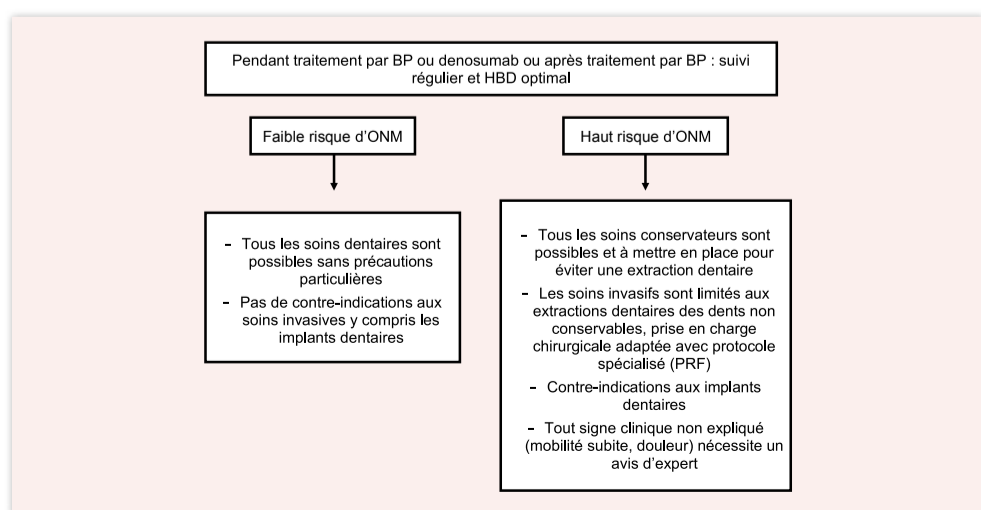 Pendant traitement par BP ou denosumab ou après traitement par BP : suivi
régulier et HBD optimal
Faible risque d'ONM
Haut risque d'ONM
- Tous les soins dentaires sont
possibles sans précautions
particulières
- Pas de contre-indications aux
soins invasives y compris les
implants dentaires
- Tous les soins conservateurs sont
possibles et à mettre en place pour
éviter une extraction dentaire
- Les soins invasifs sont limités aux
extractions dentaires des dents non
conservables, prise en charge
chirurgicale adaptée avec protocole
spécialisé (PRF)
- Contre-indications aux implants
dentaires
- Tout signe clinique non expliqué
(mobilité subite, douleur) nécessite un
avis d'expert